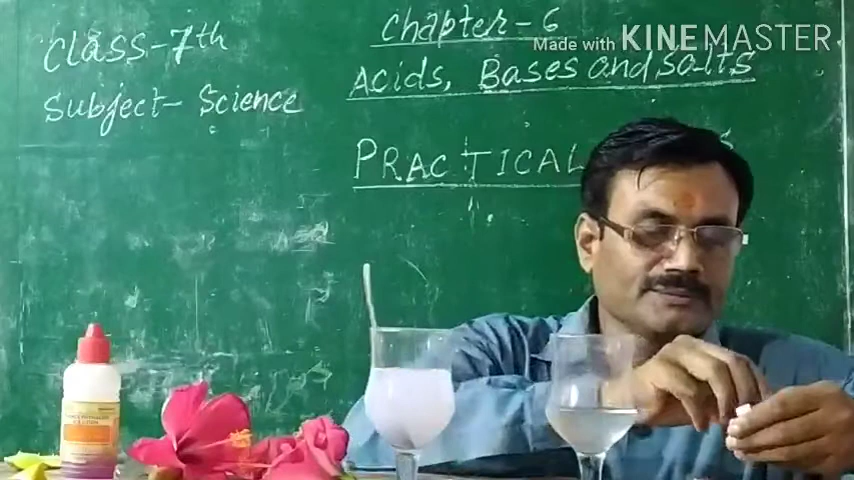 Class-7th
Subject- Science
Chapter-6
Made with KINEMASTER
Acids, Bases and salts
PRACTICAL